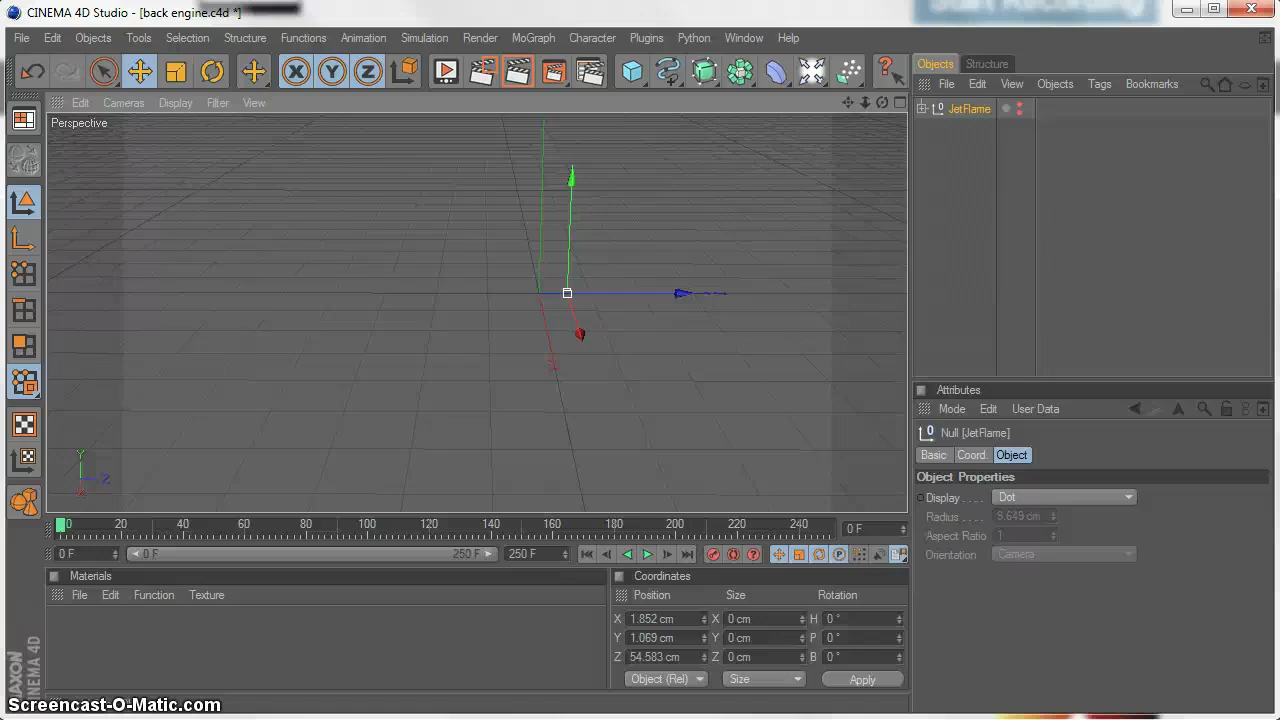 CINEMA 4D Studio - [back engine.c4d *]
File Edit Objects Tools Selection Structure Functions Animation Simulation Render MoGraph Character Plugins Python Window Help
X Y Z
Objects Structure
File Edit View Objects Tags Bookmarks
JetFlame
Edit Cameras Display Filter View
Perspective
Y
Z
Attributes
Mode Edit User Data
Null [JetFlame]
Basic Coord. Object
Object Properties
Display Dot
Radius 9.649 cm
Aspect Ratio 1
Orientation Camera
0 20 40 60 80 100 120 140 160 180 200 220 240 0 F
0 F 0 F 250 F 250 F
Materials
File Edit Function Texture
Coordinates
Position Size Rotation
X 1.852 cm X 0 cm H 0 °
Y 1.069 cm Y 0 cm P 0 °
Z 54.583 cm Z 0 cm B 0 °
Object (Rel) Size Apply
MAXON
CINEMA 4D
Screencast-O-Matic.com